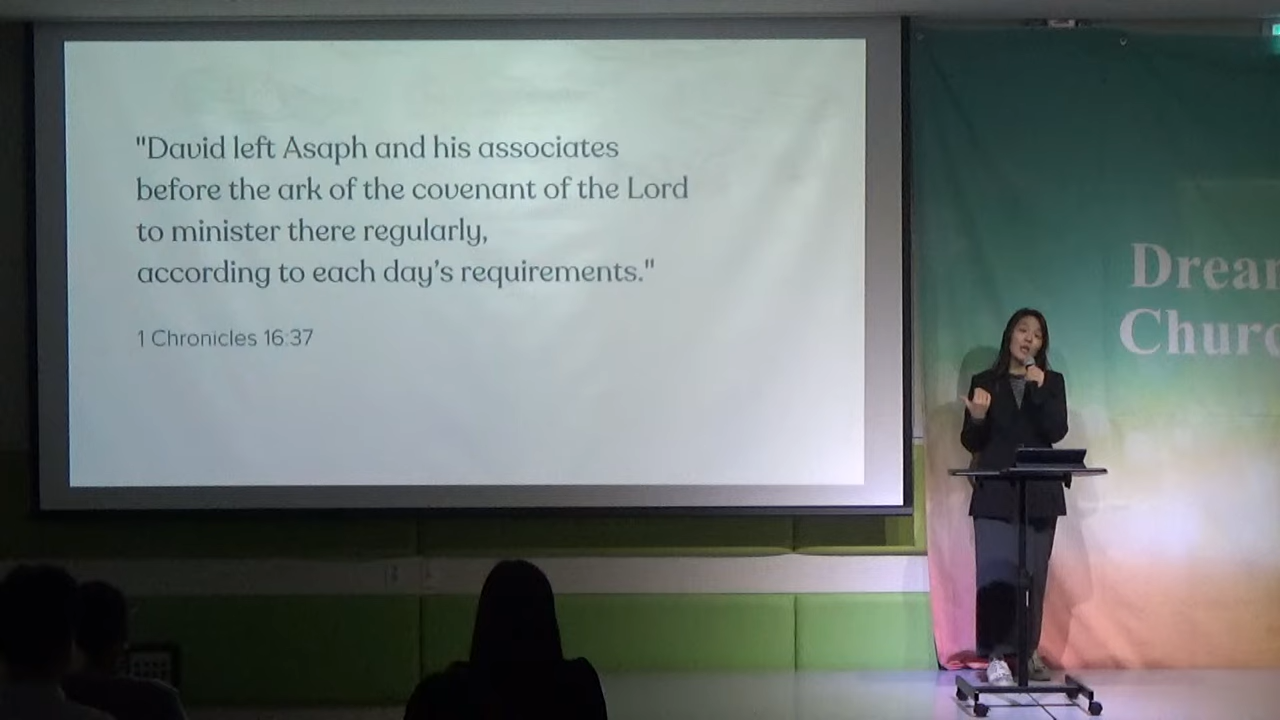 "David left Asaph and his associates
before the ark of the covenant of the Lord
to minister there regularly,
according to each day's requirements."
1 Chronicles 16:37
Drea
Churc